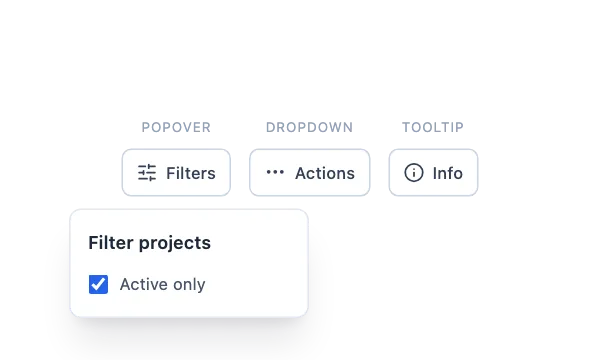 POPOVER DROPDOWN TOOLTIP
Filters Actions Info
Filter projects
Active only